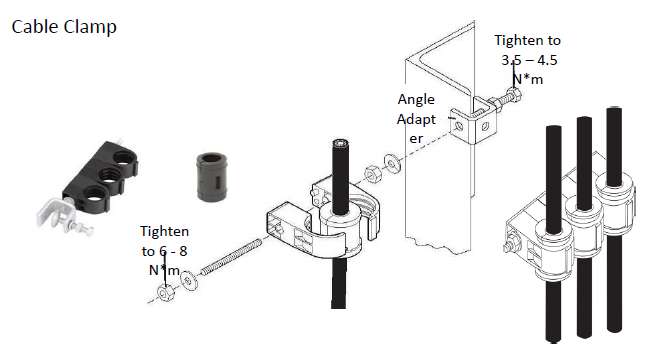 Cable Clamp
Tighten to
3.5 – 4.5
N*m
Angle
Adapt
er
Tighten
to 6 - 8
N*m